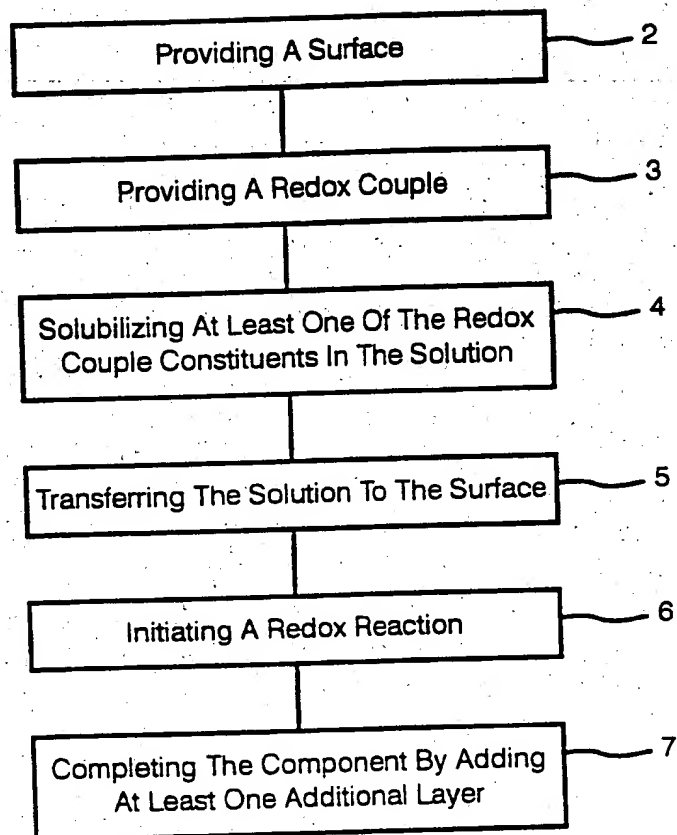 Providing A Surface
2
Providing A Redox Couple
3
Solubilizing At Least One Of The Redox
Couple Constituents In The Solution
4
Transferring The Solution To The Surface
5
Initiating A Redox Reaction
6
Completing The Component By Adding
At Least One Additional Layer
7